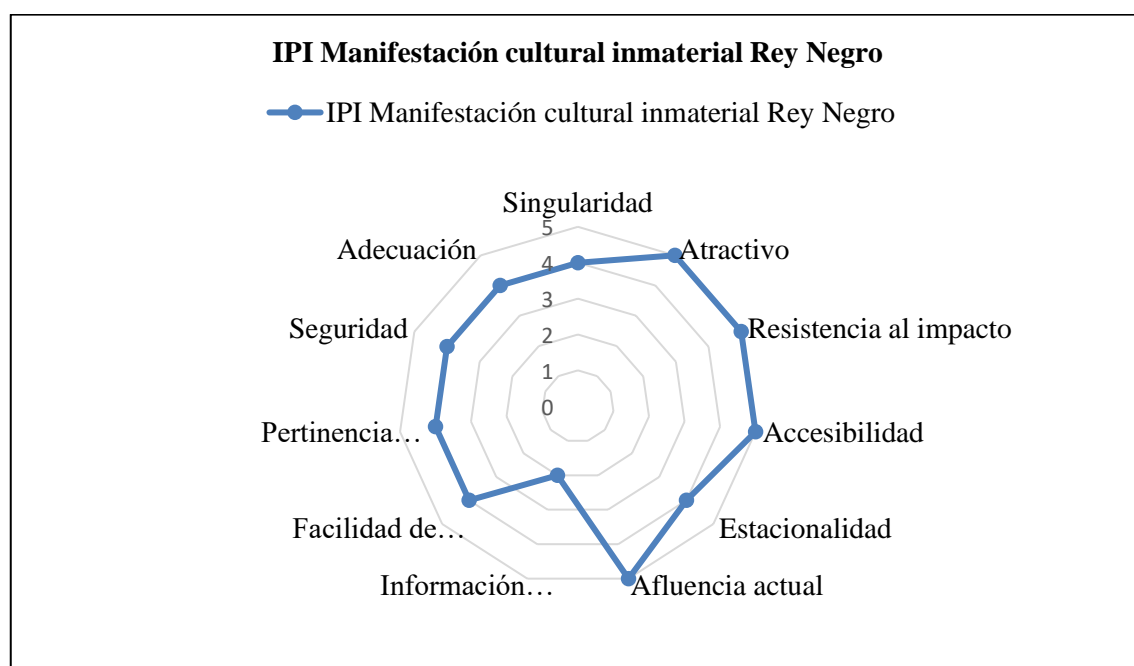 IPI Manifestación cultural inmaterial Rey Negro
IPI Manifestación cultural inmaterial Rey Negro
Singularidad
Atractivo
Resistencia al impacto
Accesibilidad
Estacionalidad
Afluencia actual
Información…
Facilidad de…
Pertinencia…
Seguridad
Adecuación
5
4
3
2
1
0